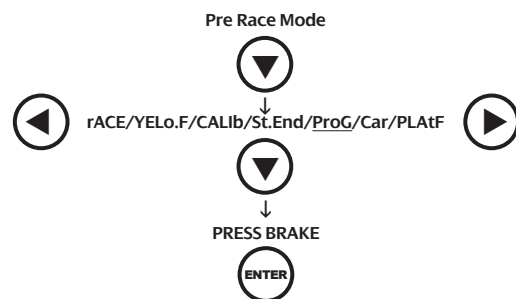 Pre Race Mode
rACE/YELo.F/CALIb/St.End/ProG/Car/PLAtF
PRESS BRAKE
ENTER